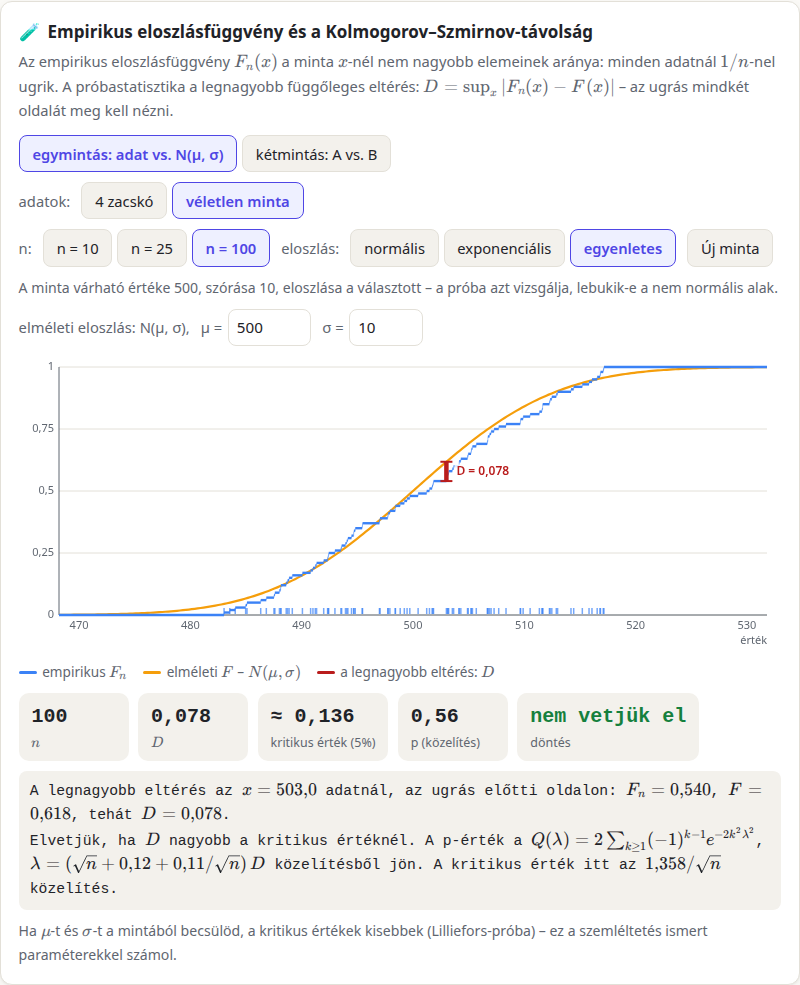 🧪 Empirikus eloszlásfüggvény és a Kolmogorov–Szmirnov-távolság
Az empirikus eloszlásfüggvény Fₙ(x) a minta x-nél nem nagyobb elemeinek aránya: minden adatnál 1/n-nel
ugrik. A próbastatisztika a legnagyobb függőleges eltérés: D = supₓ |Fₙ(x) − F(x)| – az ugrás mindkét
oldalát meg kell nézni.
egymintás: adat vs. N(μ, σ) kétmintás: A vs. B
adatok: 4 zacskó véletlen minta
n: n = 10 n = 25 n = 100 eloszlás: normális exponenciális egyenletes Új minta
A minta várható értéke 500, szórása 10, eloszlása a választott – a próba azt vizsgálja, lebukik-e a nem normális alak.
elméleti eloszlás: N(μ, σ), μ = 500 σ = 10
1
0,75
0,5
0,25
0
D = 0,078
470 480 490 500 510 520 530
érték
empirikus Fₙ elméleti F – N(μ, σ) a legnagyobb eltérés: D
100 0,078 ≈ 0,136 0,56 nem vetjük el
n D kritikus érték (5%) p (közelítés) döntés
A legnagyobb eltérés az x = 503,0 adatnál, az ugrás előtti oldalon: Fₙ = 0,540, F =
0,618, tehát D = 0,078.
Elvetjük, ha D nagyobb a kritikus értéknél. A p-érték a Q(λ) = 2 ∑_{k≥1}(−1)^{k−1}e^{−2k²λ²},
λ = (√n + 0,12 + 0,11/√n) D közelítésből jön. A kritikus érték itt az 1,358/√n
közelítés.
Ha μ-t és σ-t a mintából becsülöd, a kritikus értékek kisebbek (Lilliefors-próba) – ez a szemléltetés ismert
paraméterekkel számol.